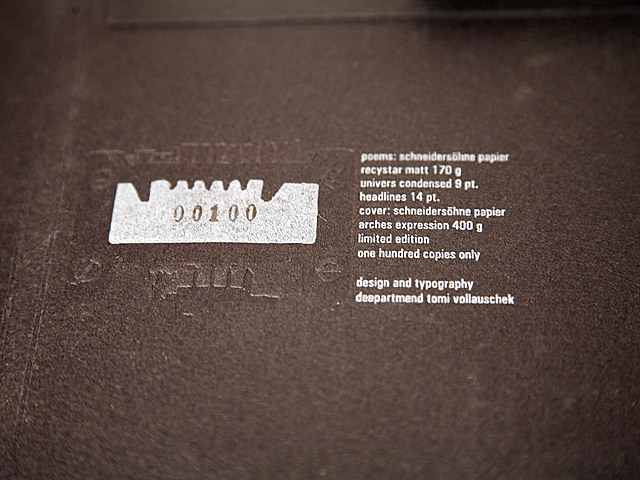 00100
poems: schneidersöhne papier
recystar matt 170 g
univers condensed 9 pt.
headlines 14 pt.
cover: schneidersöhne papier
arches expression 400 g
limited edition
one hundred copies only
design and typography
deepartmend tomi vollauschek